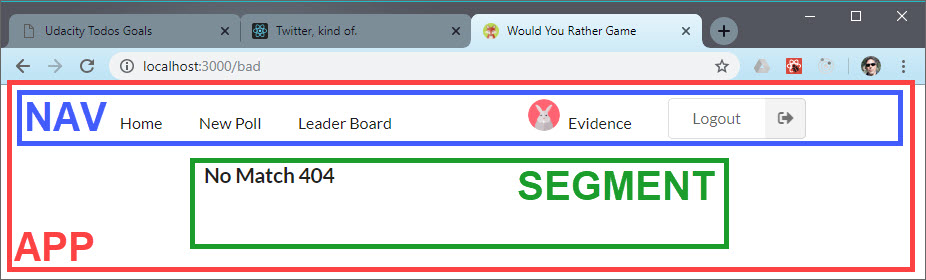 Udacity Todos Goals
Twitter, kind of.
Would You Rather Game
localhost:3000/bad
NAV
Home
New Poll
Leader Board
Evidence
Logout
No Match 404
SEGMENT
APP